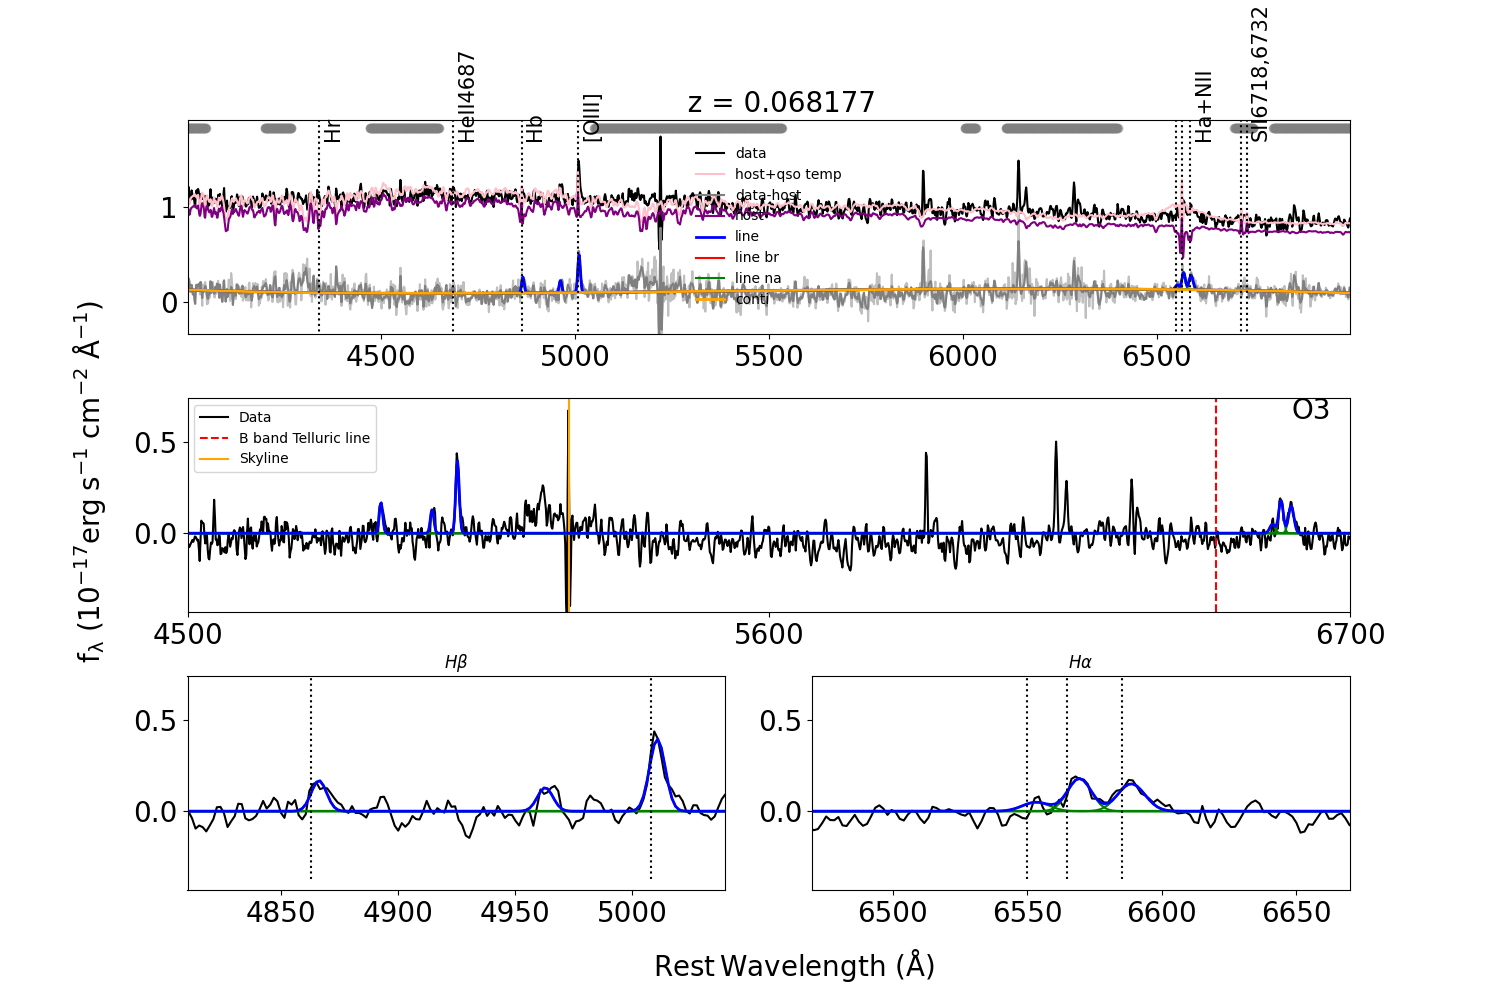 z = 0.068177
Hr
HeII4687
Hb
[OIII]
Ha+NII
SII6718,6732
data
host+qso temp
data-host
host
line
line br
line na
conti
1
0
4500 5000 5500 6000 6500
f_λ (10^{-17}erg s^{-1} cm^{-2} Å^{-1})
O3
Data
B band Telluric line
Skyline
0.5
0.0
4500 5600 6700
Hβ
0.5
0.0
4850 4900 4950 5000
Hα
0.5
0.0
6500 6550 6600 6650
Rest Wavelength (Å)